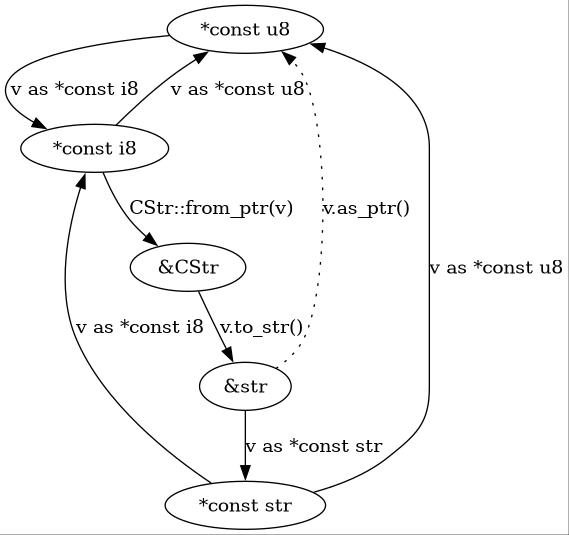 *const u8
v as *const i8
v as *const u8
*const i8
CStr::from_ptr(v)
v.as_ptr()
&CStr
v as *const u8
v as *const i8
v.to_str()
&str
v as *const str
*const str